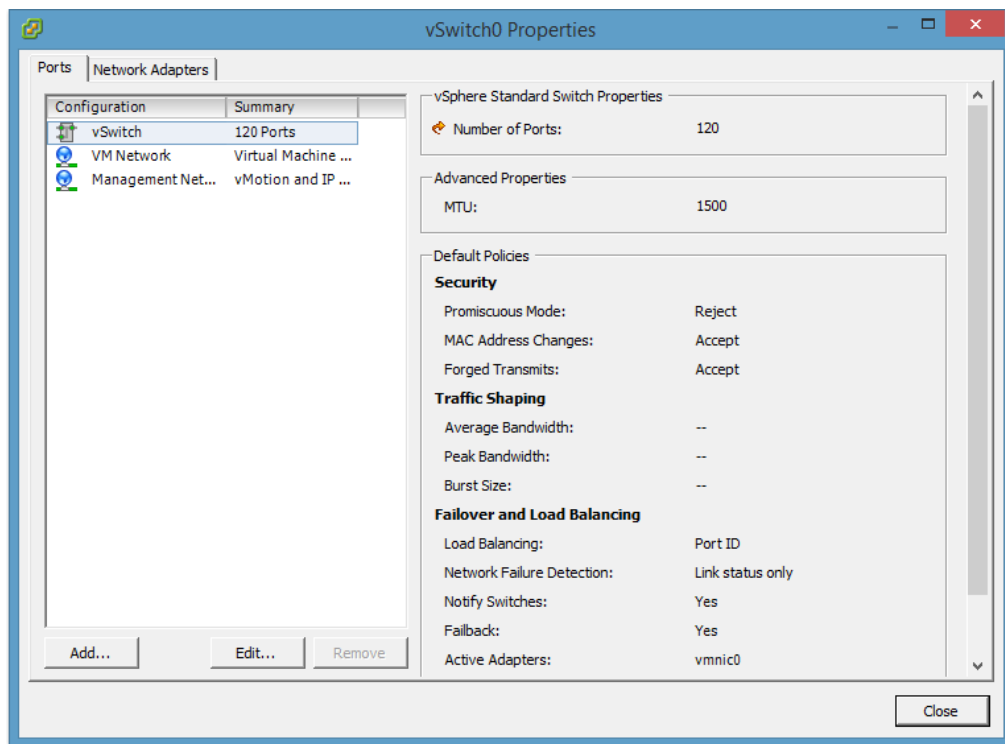 vSwitch0 Properties
Ports
Network Adapters
Configuration Summary
vSwitch 120 Ports
VM Network Virtual Machine ...
Management Net... vMotion and IP ...
Add...
Edit...
Remove
vSphere Standard Switch Properties
Number of Ports: 120
Advanced Properties
MTU: 1500
Default Policies
Security
Promiscuous Mode: Reject
MAC Address Changes: Accept
Forged Transmits: Accept
Traffic Shaping
Average Bandwidth: --
Peak Bandwidth: --
Burst Size: --
Failover and Load Balancing
Load Balancing: Port ID
Network Failure Detection: Link status only
Notify Switches: Yes
Failback: Yes
Active Adapters: vmnic0
Close